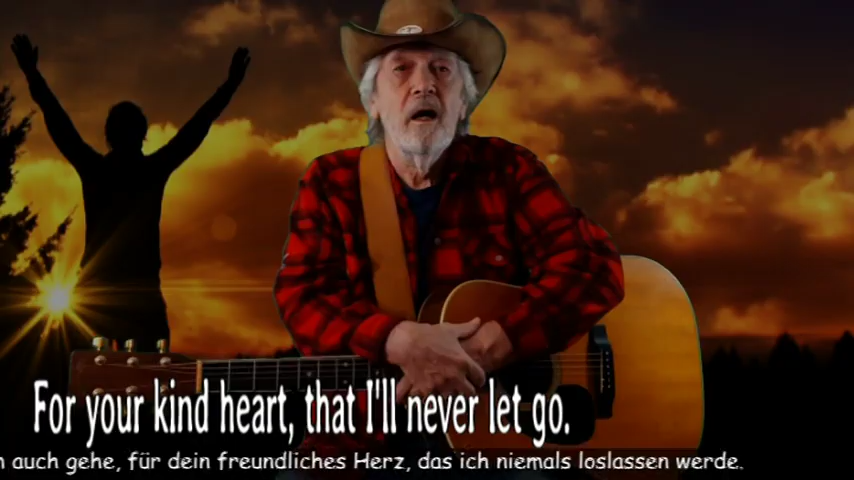 For your kind heart, that I'll never let go.
auch gehe, für dein freundliches Herz, das ich niemals loslassen werde.